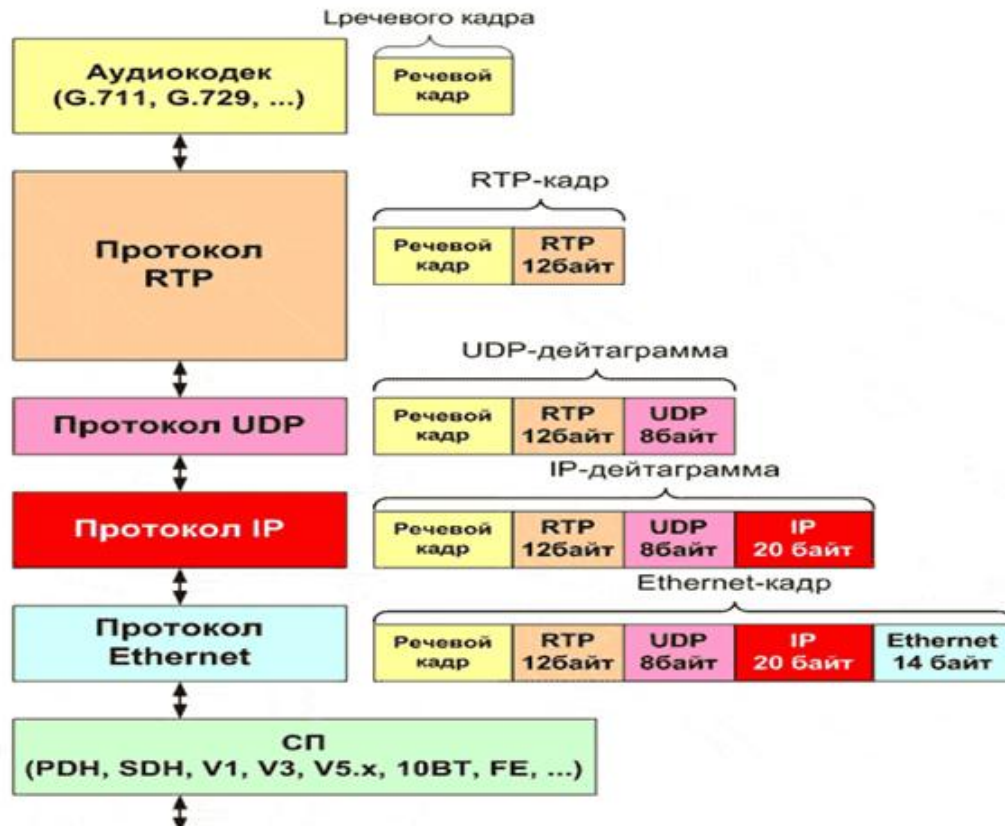 Lречевого кадра
Аудиокодек
(G.711, G.729, ...)
Речевой
кадр
RTP-кадр
Протокол
RTP
Речевой
кадр
RTP
12байт
UDP-дейтаграмма
Протокол UDP
Речевой
кадр
RTP
12байт
UDP
8байт
IP-дейтаграмма
Протокол IP
Речевой
кадр
RTP
12байт
UDP
8байт
IP
20 байт
Ethernet-кадр
Протокол
Ethernet
Речевой
кадр
RTP
12байт
UDP
8байт
IP
20 байт
Ethernet
14 байт
СП
(PDH, SDH, V1, V3, V5.x, 10BT, FE, ...)